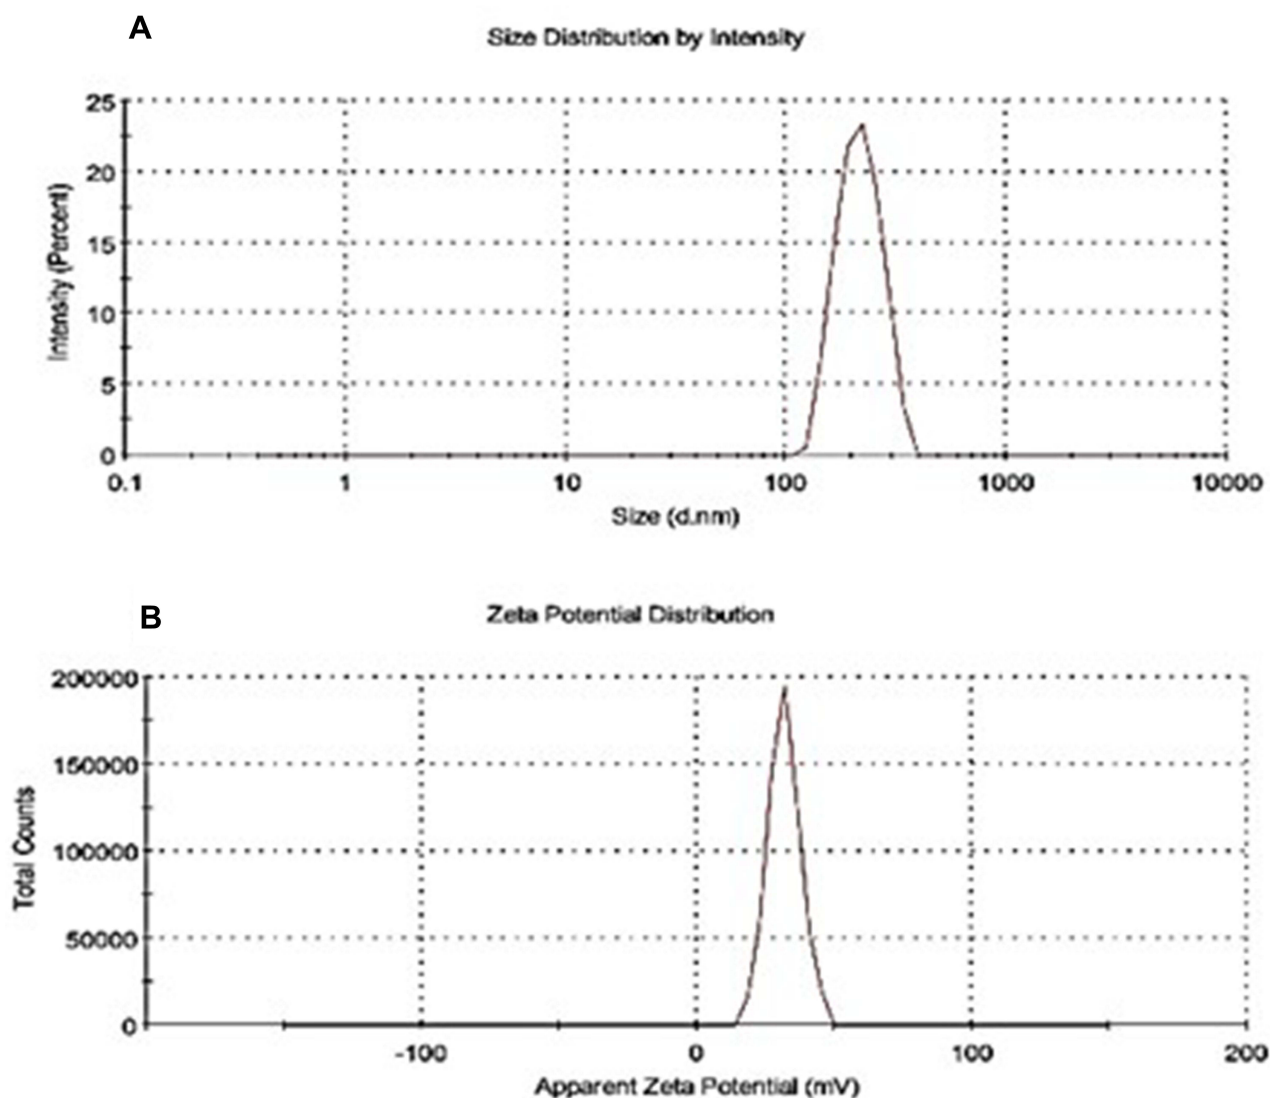 A
Size Distribution by Intensity
25
20
15
10
5
0
Intensity (Percent)
0.1 1 10 100 1000 10000
Size (d.nm)
B
Zeta Potential Distribution
200000
150000
100000
50000
0
Total Counts
-100 0 100 200
Apparent Zeta Potential (mV)